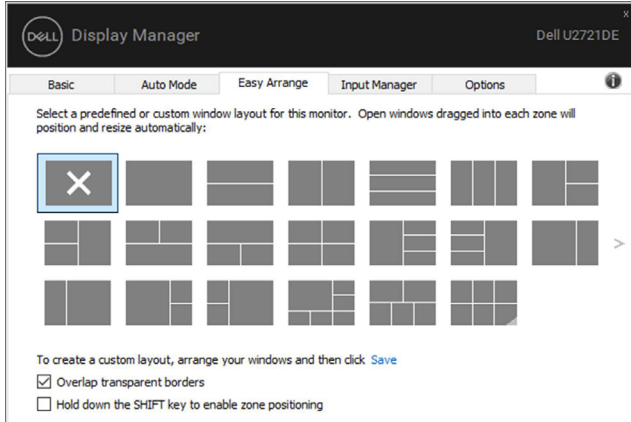 DELL Display Manager
x
Dell U2721DE
Basic Auto Mode Easy Arrange Input Manager Options
Select a predefined or custom window layout for this monitor. Open windows dragged into each zone will
position and resize automatically:
To create a custom layout, arrange your windows and then click Save
Overlap transparent borders
Hold down the SHIFT key to enable zone positioning